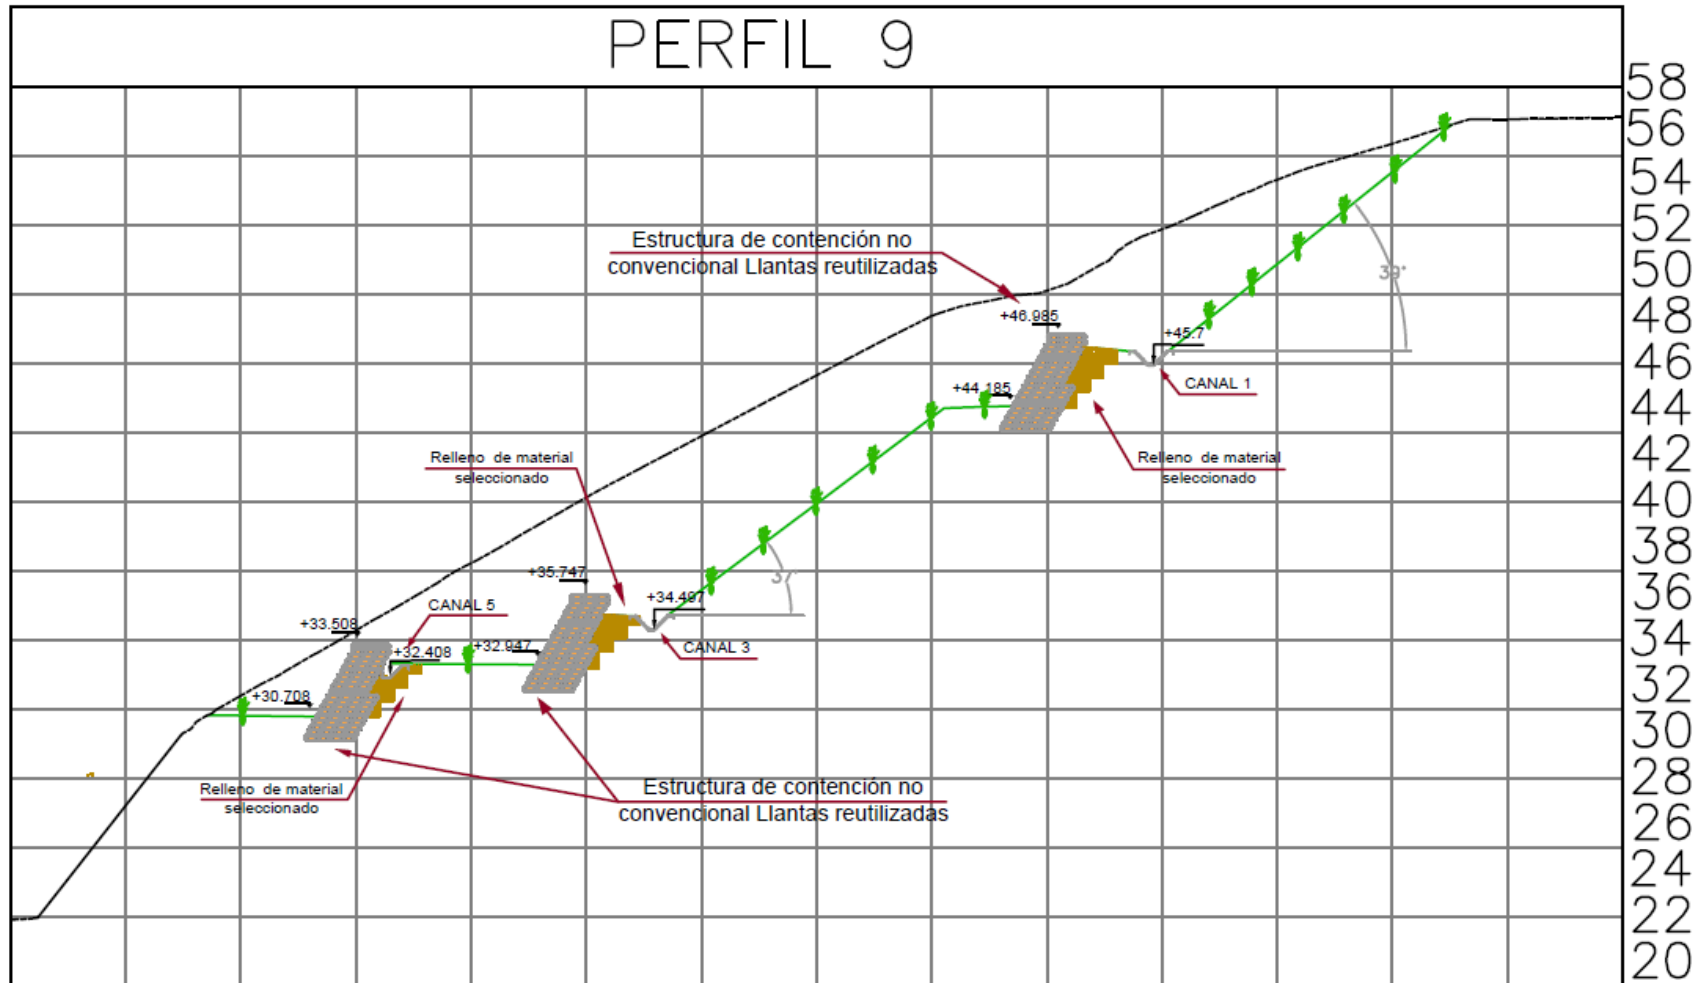 PERFIL 9
58
56
54
52
50
48
46
44
42
40
38
36
34
32
30
28
26
24
22
20
Estructura de contención no
convencional Llantas reutilizadas
39°
+46.985
+45.7
CANAL 1
+44.185
Relleno de material
seleccionado
Relleno de material
seleccionado
37°
+35.747
+34.497
CANAL 3
CANAL 5
+33.508
+32.408
+32.947
+30.708
Relleno de material
seleccionado
Estructura de contención no
convencional Llantas reutilizadas